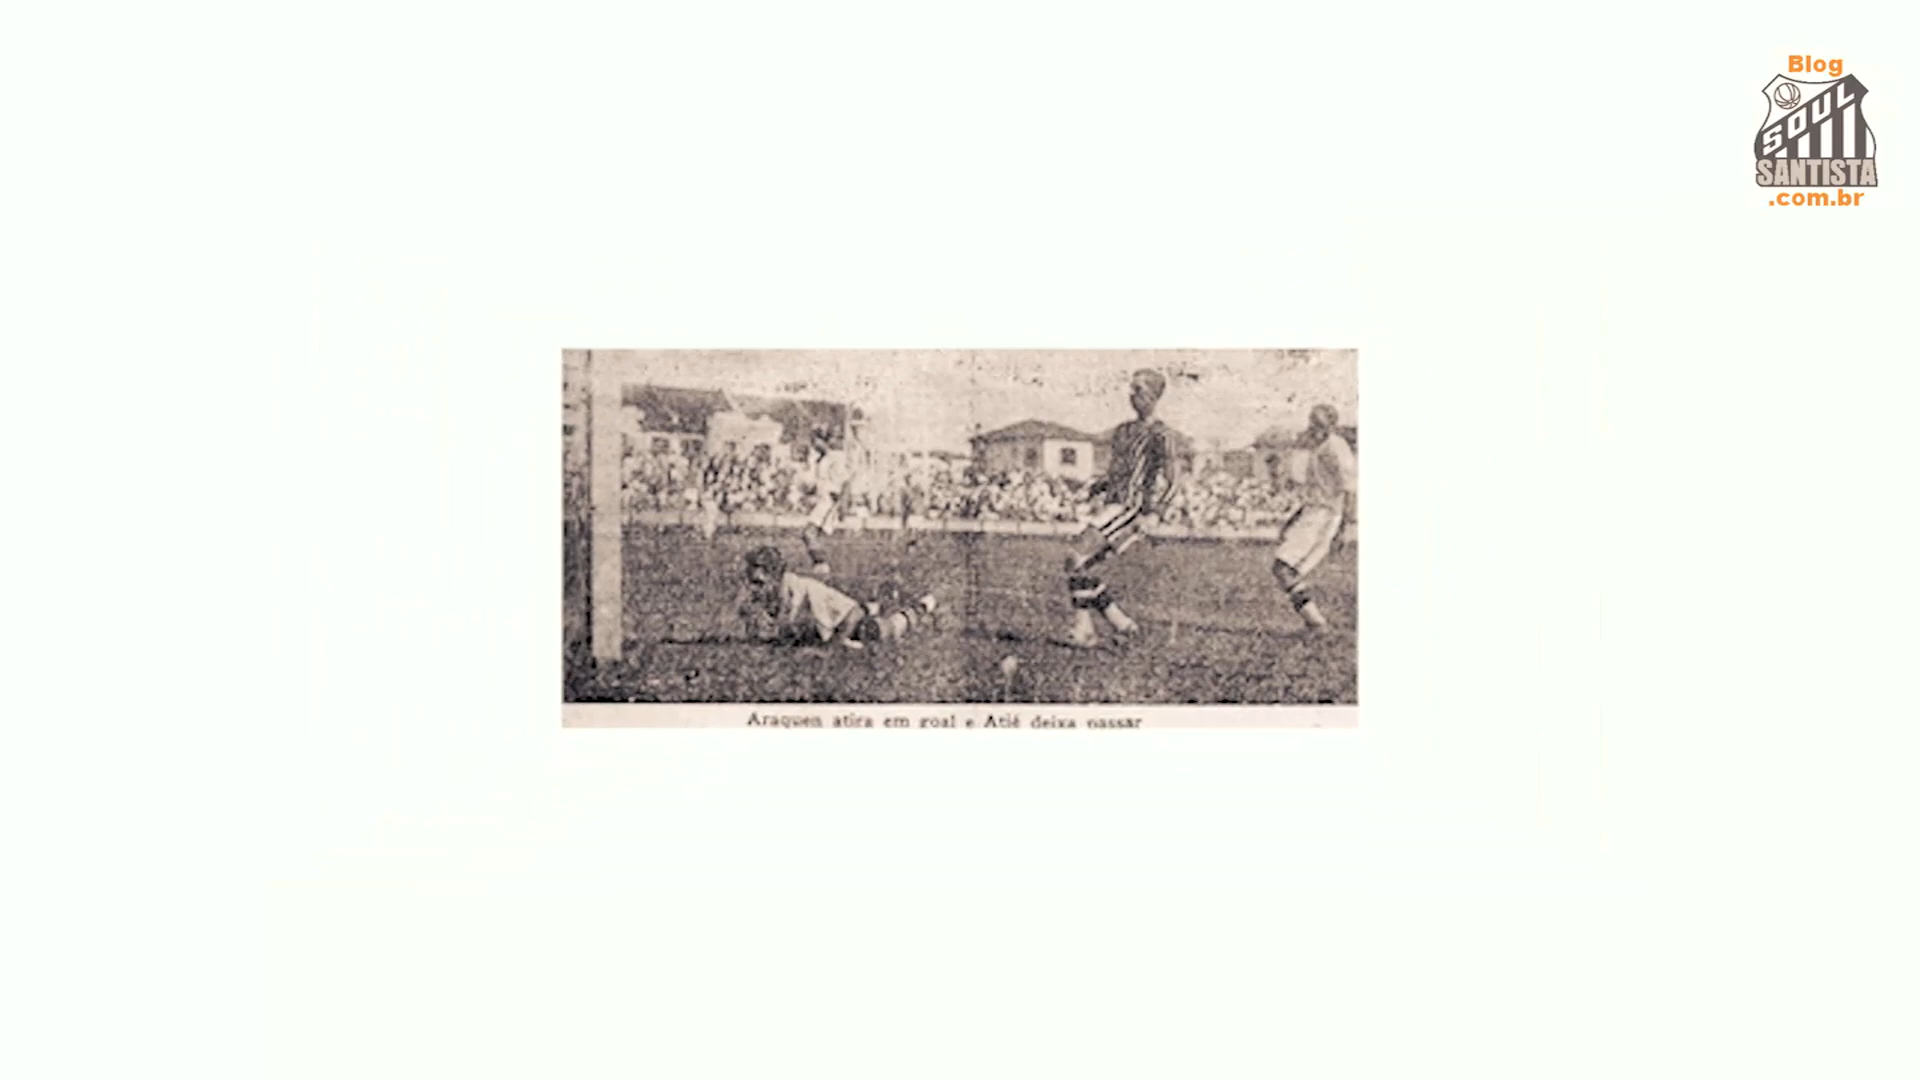 Blog
SOUL
SANTISTA
.com.br
Araquen atira em goal e Atié deixa passar